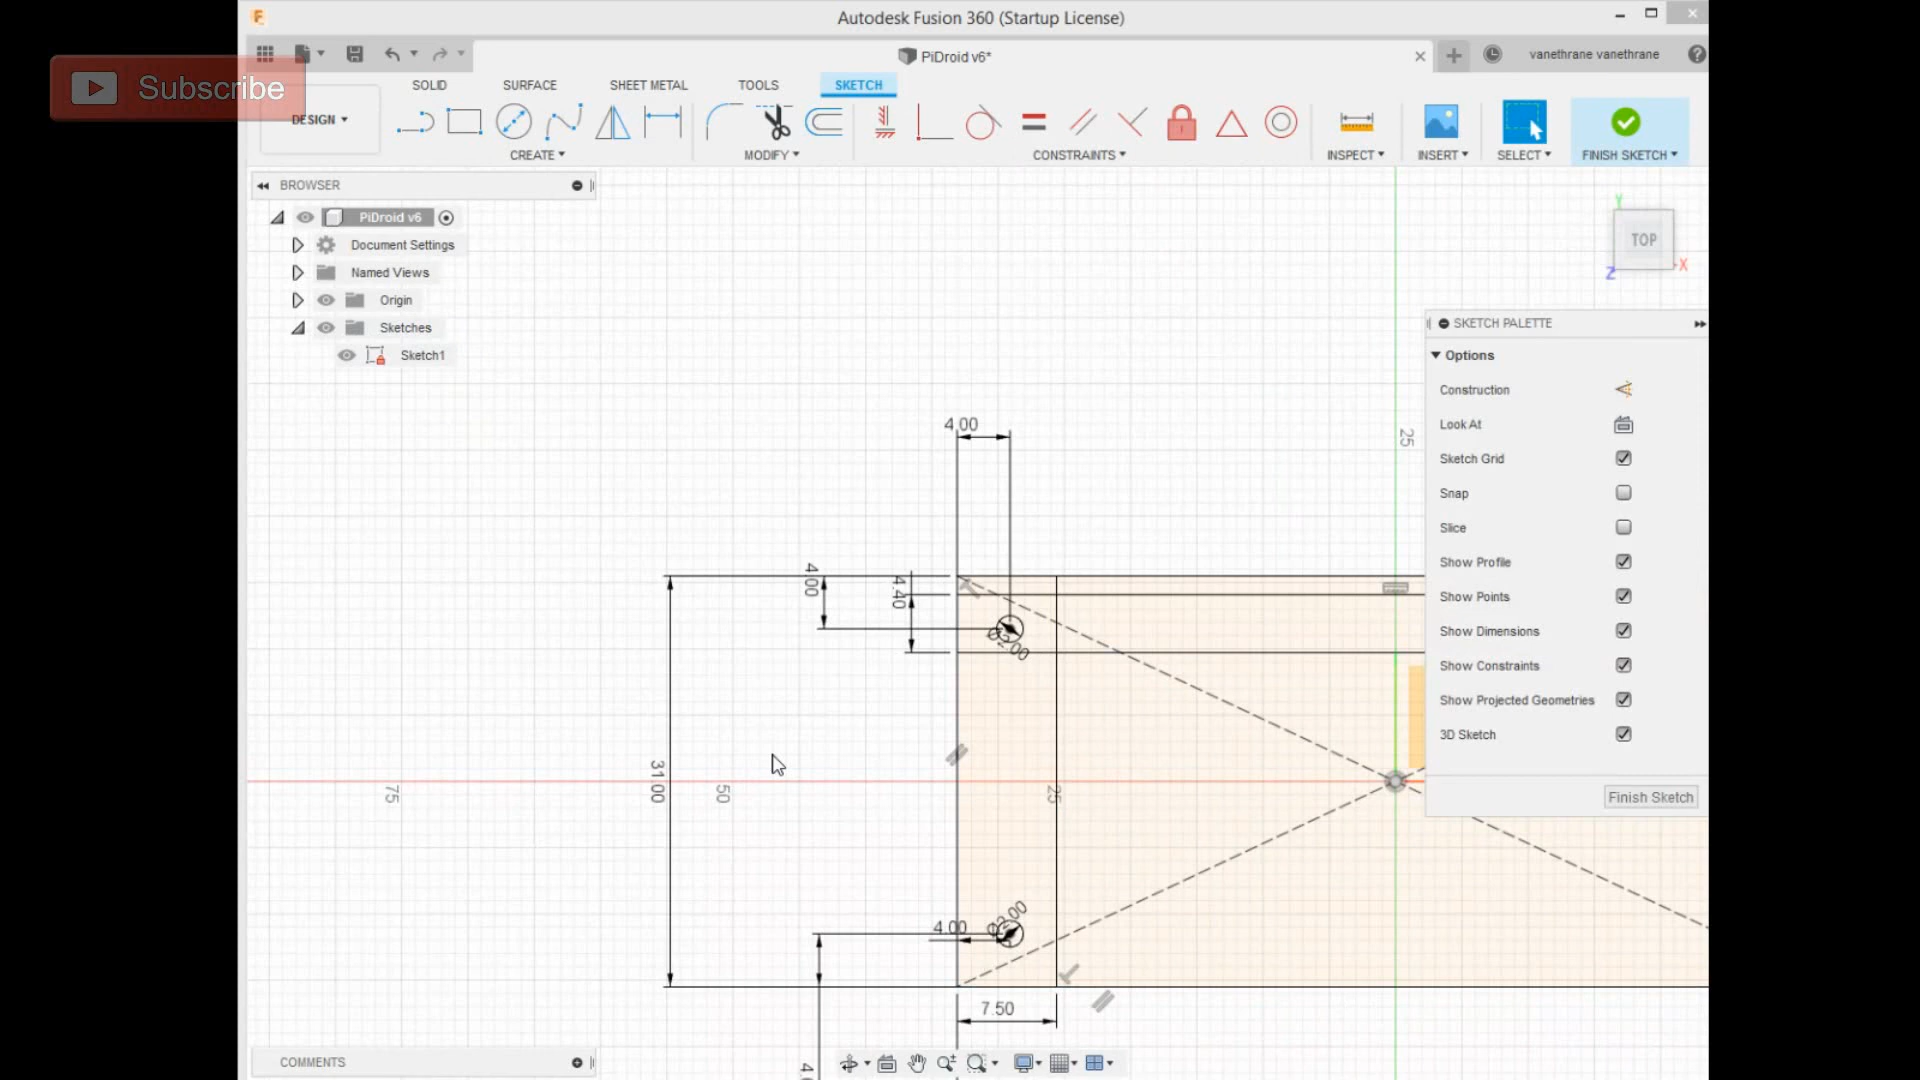 Autodesk Fusion 360 (Startup License)
PiDroid v6*
vanethrane vanethrane
Subscribe
SOLID
SURFACE
SHEET METAL
TOOLS
SKETCH
DESIGN
CREATE
MODIFY
CONSTRAINTS
INSPECT
INSERT
SELECT
FINISH SKETCH
BROWSER
PiDroid v6
Document Settings
Named Views
Origin
Sketches
Sketch1
Y
TOP
X
Z
SKETCH PALETTE
Options
Construction
Look At
Sketch Grid
Snap
Slice
Show Profile
Show Points
Show Dimensions
Show Constraints
Show Projected Geometries
3D Sketch
Finish Sketch
4.00
25
4.00
4.40
Ø2.00
31.00
75
50
25
4.00
Ø2.00
7.50
COMMENTS